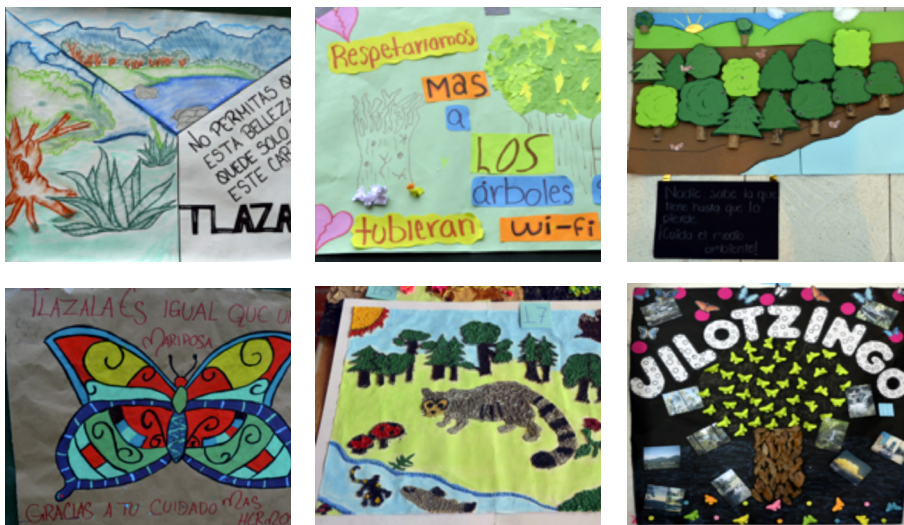 NO PERMITAS Q
ESTA BELLEZA
QUEDE SOLO
ESTE CAR
TLAZA
Respetariamos
mas
a
LOS
árboles s
tubieran wi-fi
Nadie sabe lo que
tiene hasta que lo
pierde
¡Cuida el medio
ambiente!
TLAZALA ES IGUAL QUE U
MARIPOSA
GRACIAS A TU CUIDADO MAS
17
JILOTZINGO